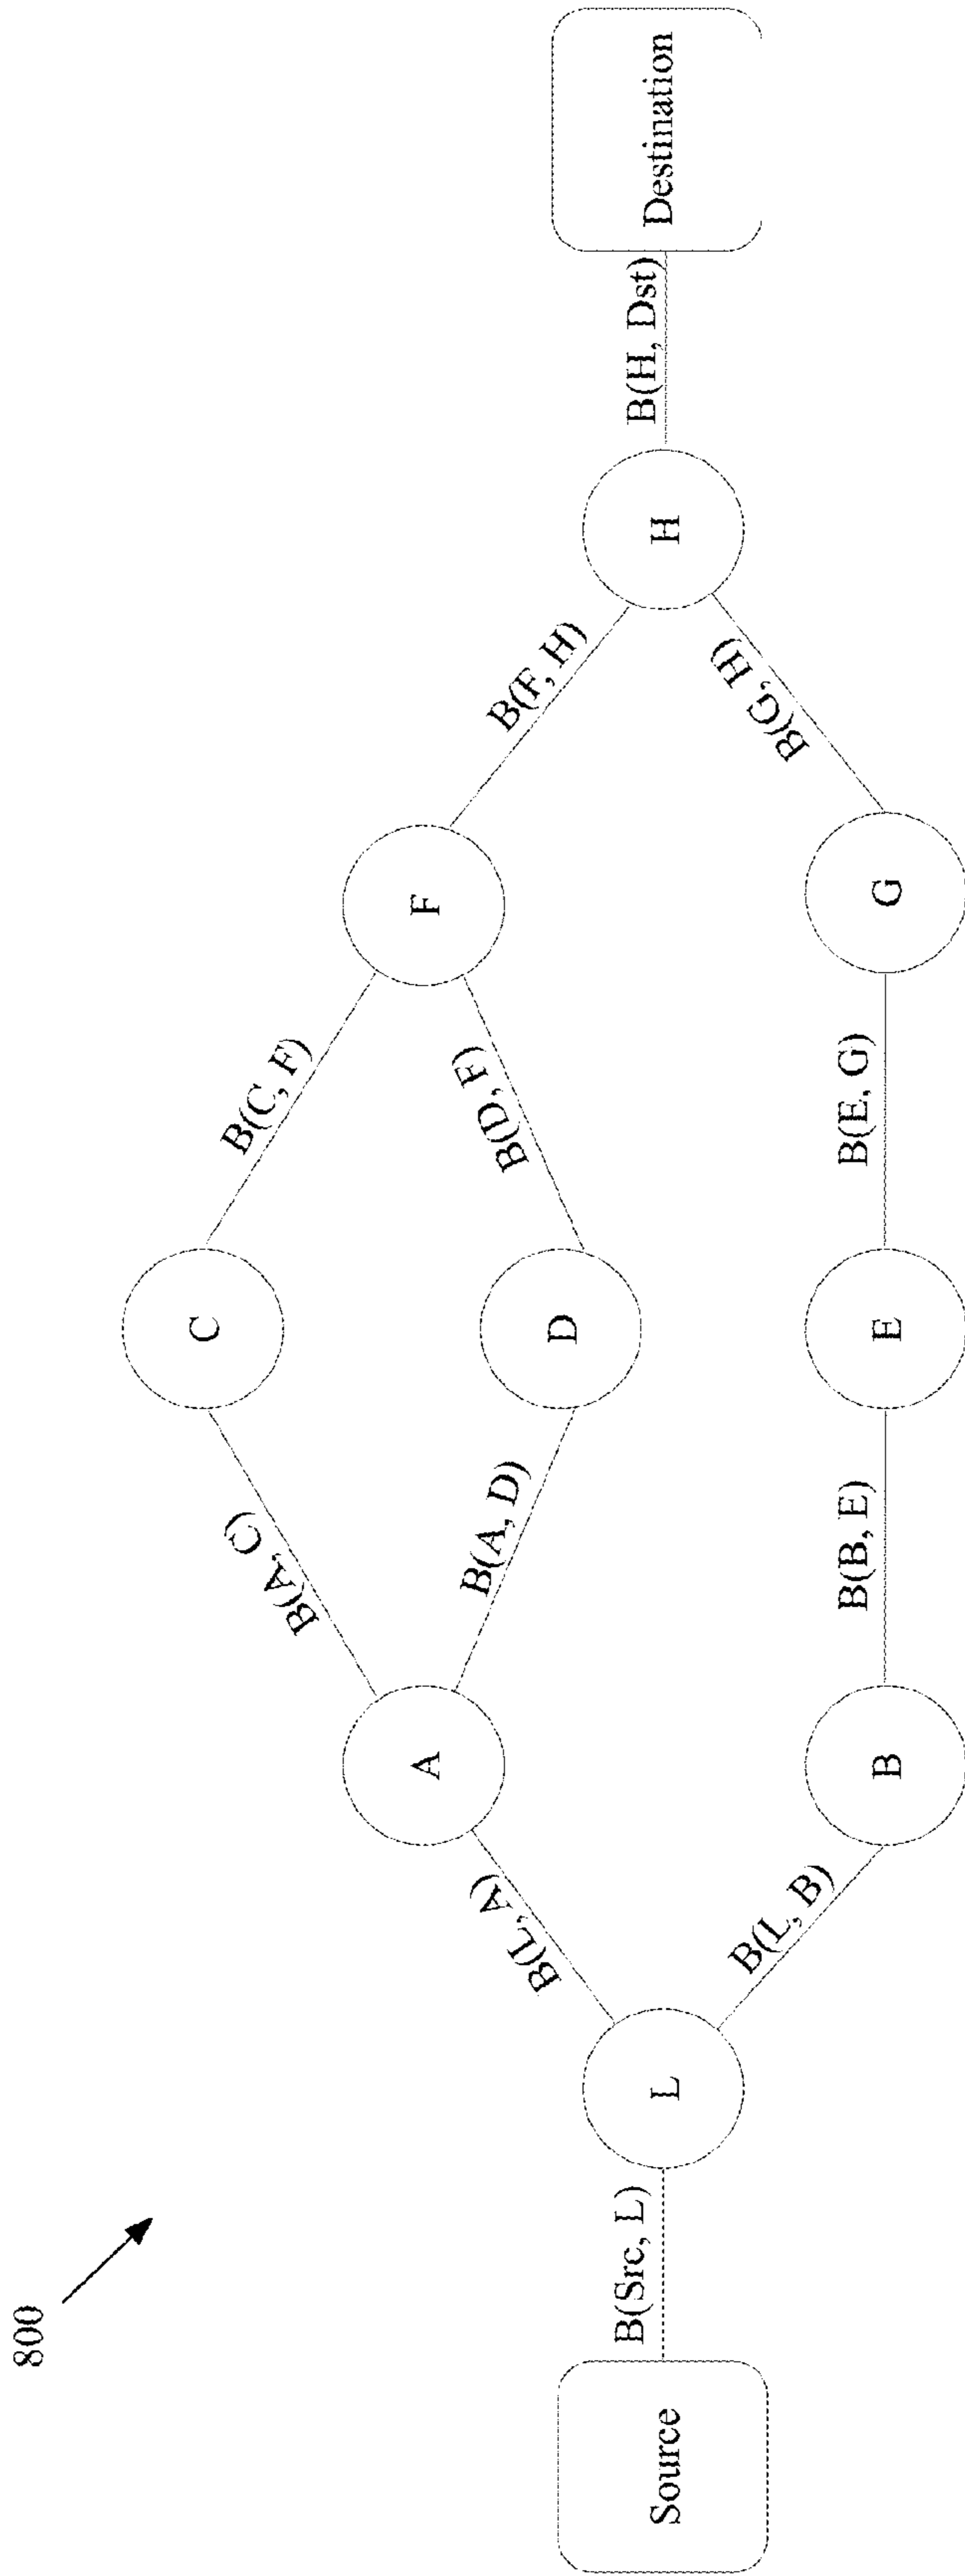 800
Source
B(Src, L)
L
B(L, A)
B(L, B)
A
B
B(A, C)
B(A, D)
B(B, E)
C
D
E
B(C, F)
B(D, F)
B(E, G)
F
G
B(F, H)
B(G, H)
H
B(H, Dst)
Destination